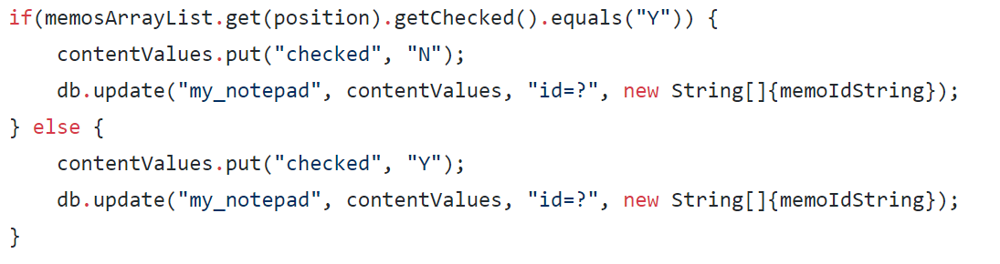 if(memosArrayList.get(position).getChecked().equals("Y")) {
    contentValues.put("checked", "N");
    db.update("my_notepad", contentValues, "id=?", new String[]{memoIdString});
} else {
    contentValues.put("checked", "Y");
    db.update("my_notepad", contentValues, "id=?", new String[]{memoIdString});
}